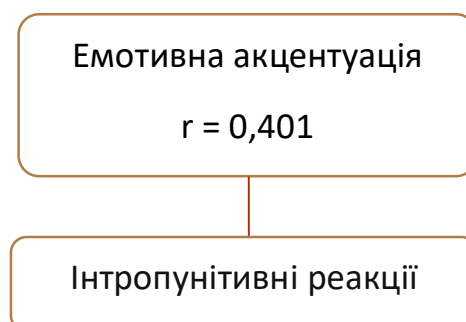 Емотивна акцентуація
r = 0,401
Інтропунітивні реакції